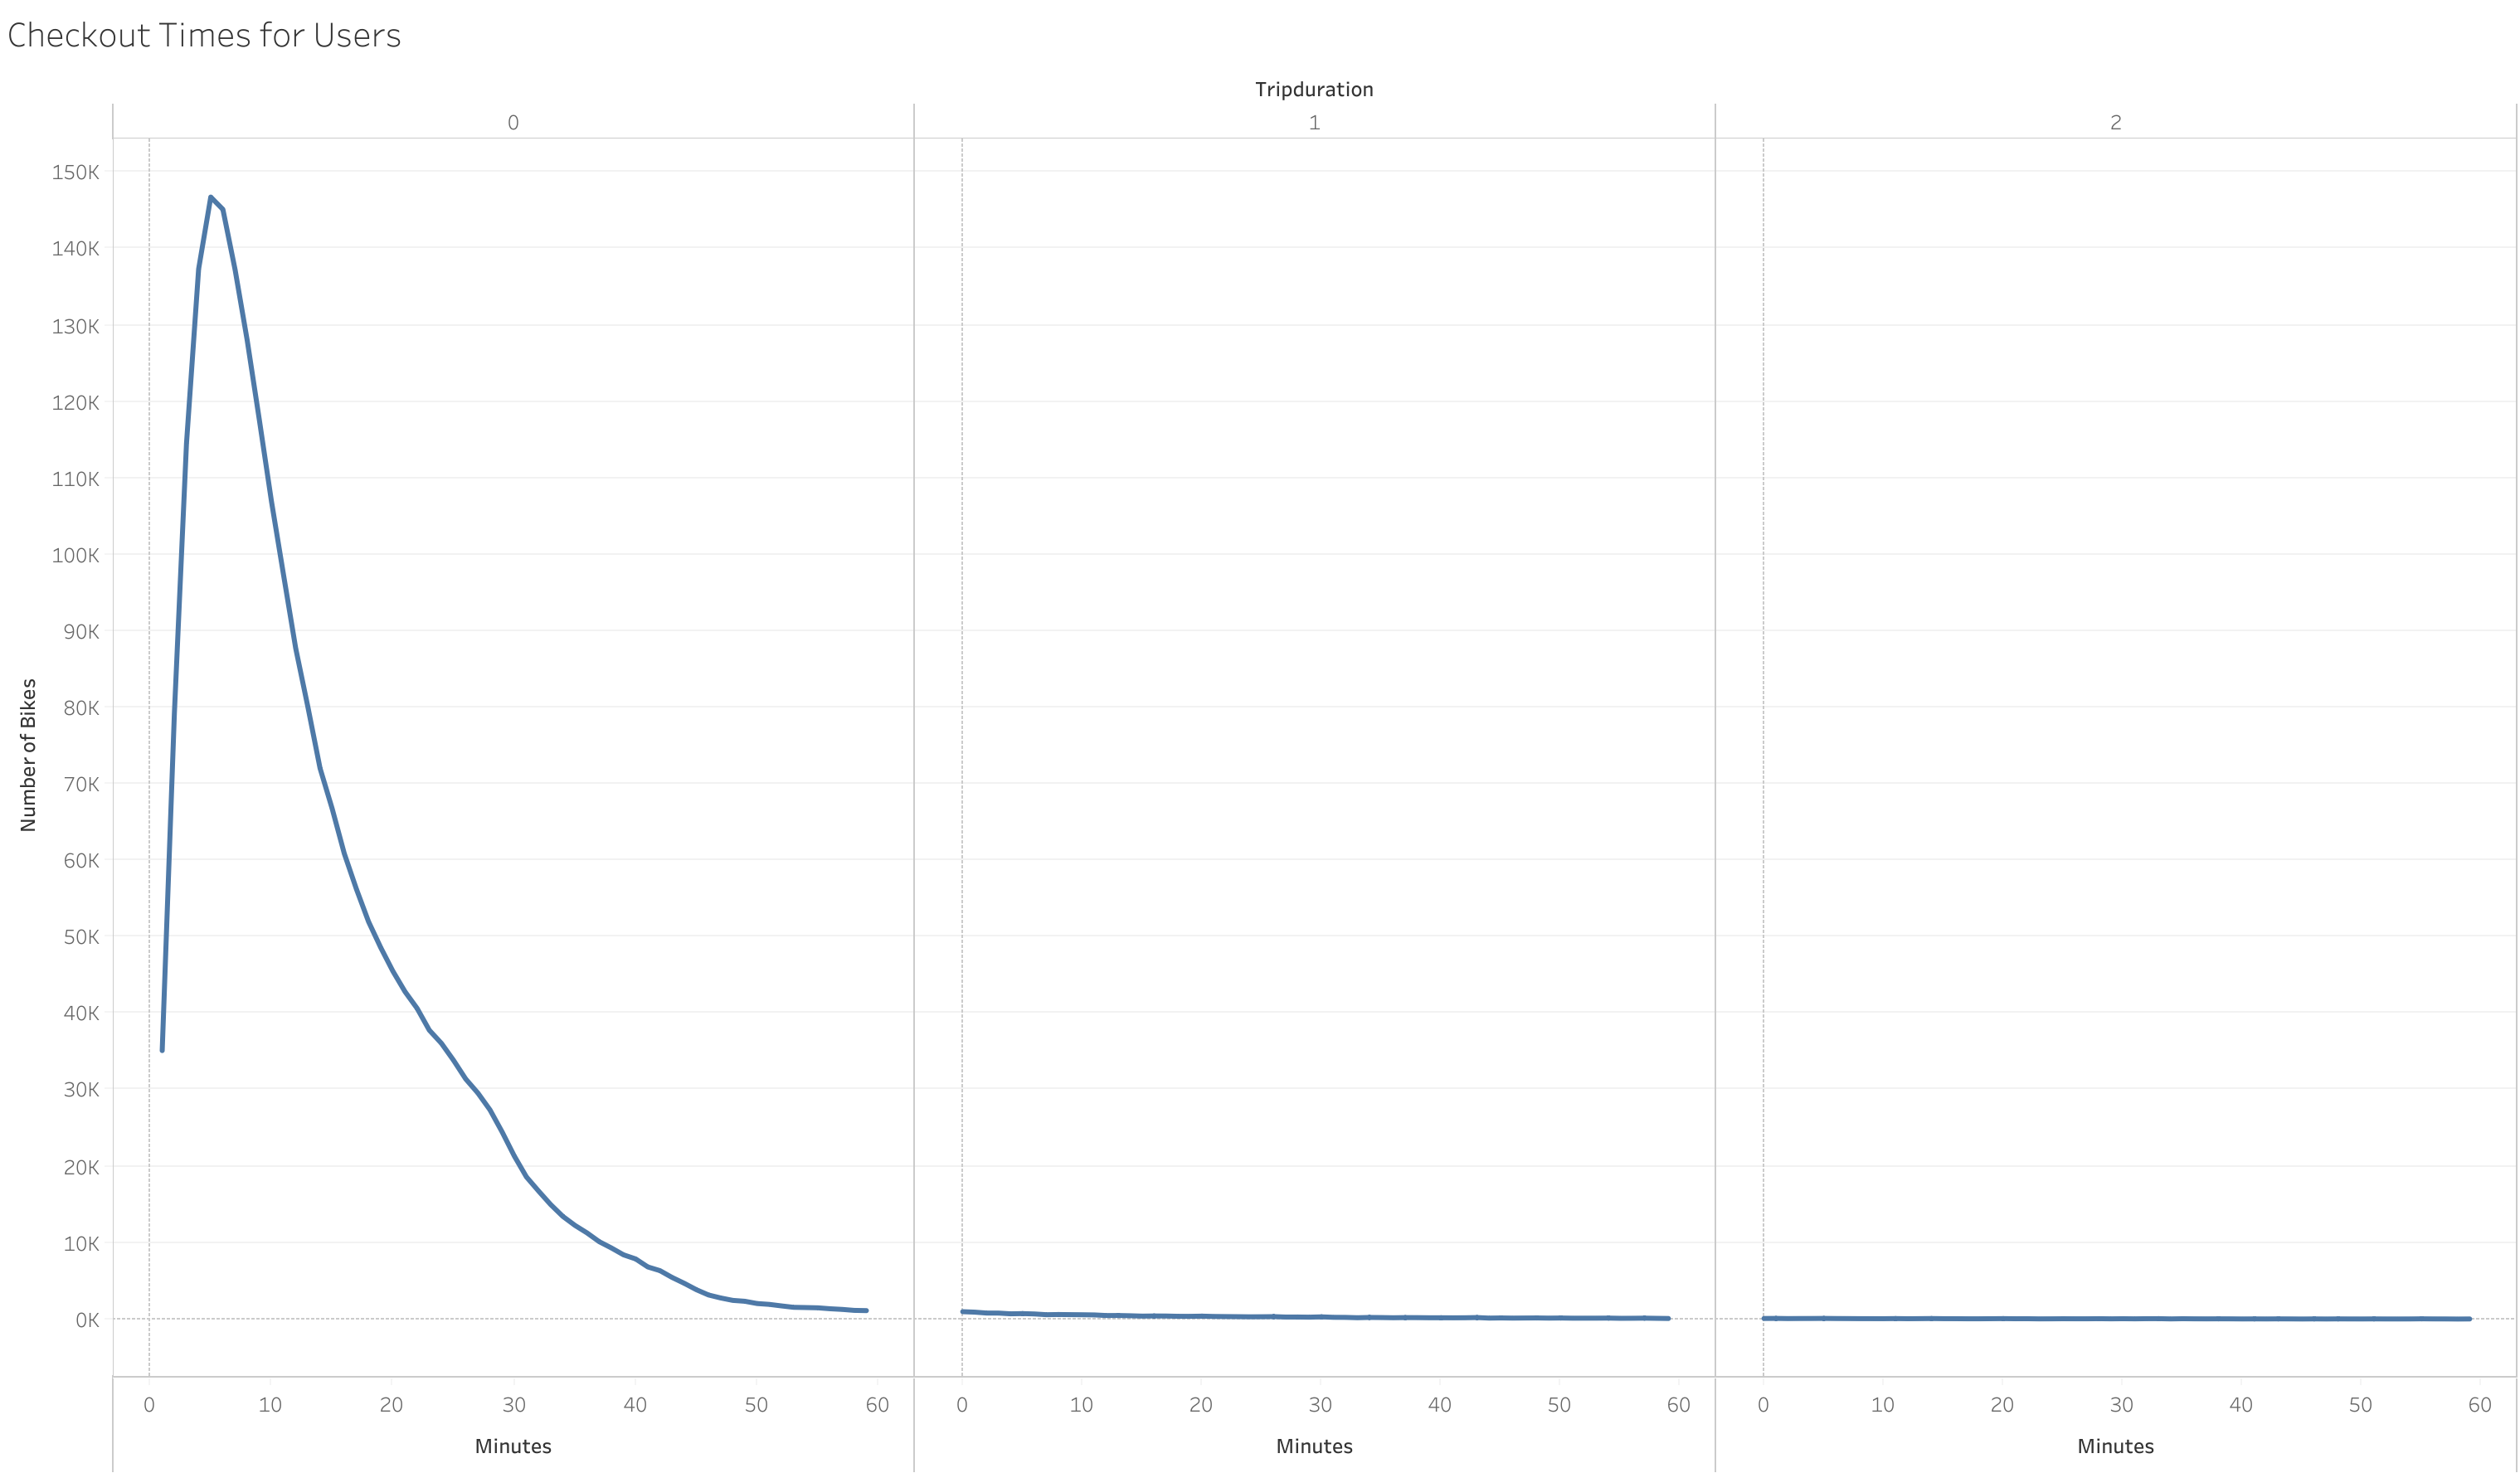 Checkout Times for Users
Tripduration
0 1 2
150K
140K
130K
120K
110K
100K
90K
80K
70K
60K
50K
40K
30K
20K
10K
0K
Number of Bikes
0 10 20 30 40 50 60 0 10 20 30 40 50 60 0 10 20 30 40 50 60
Minutes Minutes Minutes